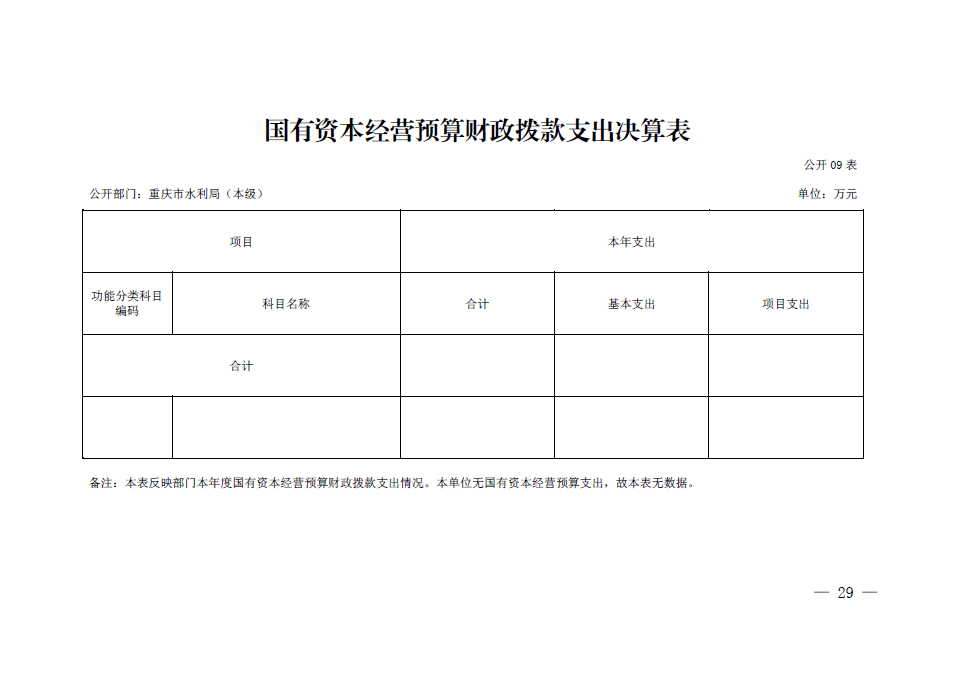 国有资本经营预算财政拨款支出决算表
公开 09 表
公开部门：重庆市水利局（本级）
单位：万元
项目
本年支出
功能分类科目
编码
科目名称
合计
基本支出
项目支出
合计
备注：本表反映部门本年度国有资本经营预算财政拨款支出情况。本单位无国有资本经营预算支出，故本表无数据。
— 29 —